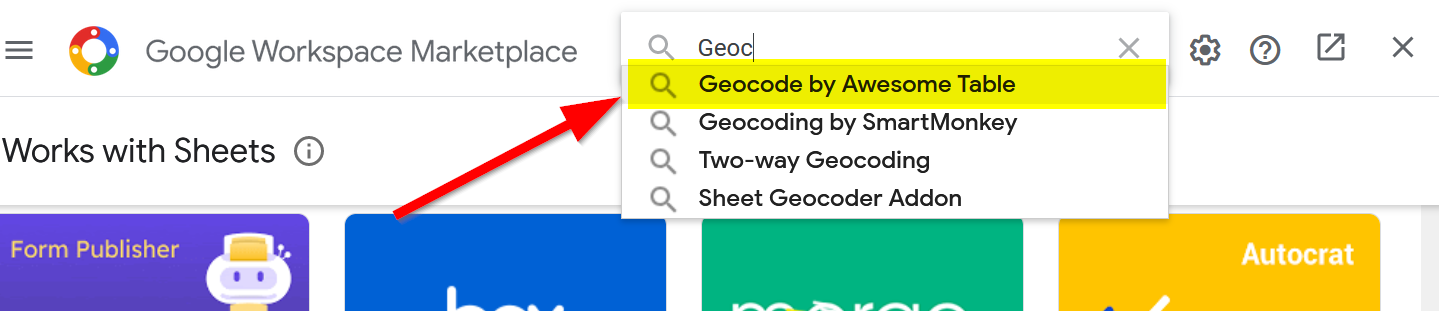 Google Workspace Marketplace
Geoc
Geocode by Awesome Table
Geocoding by SmartMonkey
Two-way Geocoding
Sheet Geocoder Addon
Works with Sheets
Form Publisher
Autocrat